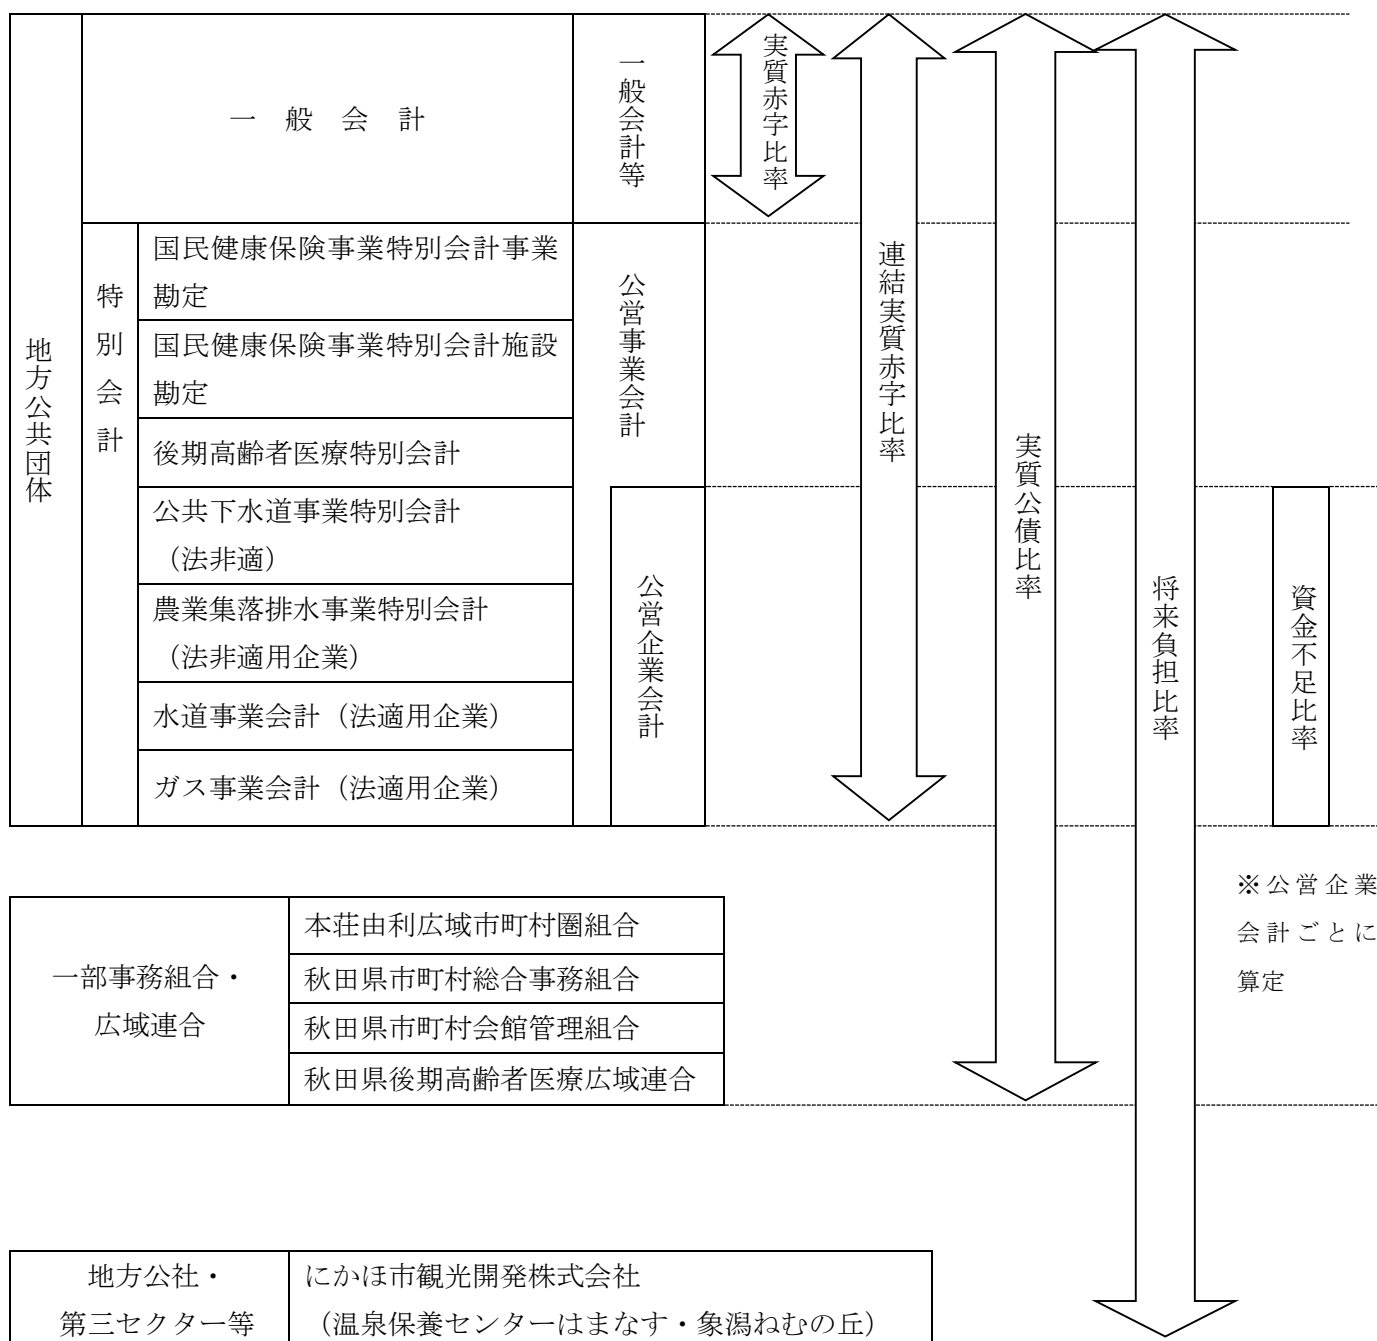 地方公共団体
一般会計
一般会計等
実質赤字比率
連結実質赤字比率
実質公債比率
将来負担比率
特別会計
国民健康保険事業特別会計事業
勘定
国民健康保険事業特別会計施設
勘定
後期高齢者医療特別会計
公営事業会計
公共下水道事業特別会計
（法非適）
農業集落排水事業特別会計
（法非適用企業）
水道事業会計（法適用企業）
ガス事業会計（法適用企業）
公営企業会計
資金不足比率
※公営企業
会計ごとに
算定
一部事務組合・
広域連合
本荘由利広域市町村圏組合
秋田県市町村総合事務組合
秋田県市町村会館管理組合
秋田県後期高齢者医療広域連合
地方公社・
第三セクター等
にかほ市観光開発株式会社
（温泉保養センターはまなす・象潟ねむの丘）